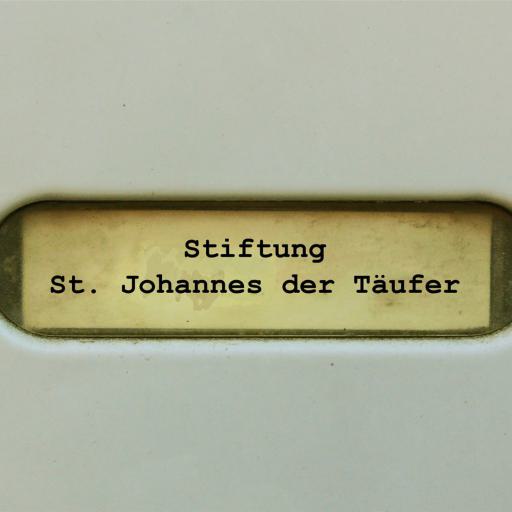 Stiftung
St. Johannes der Täufer